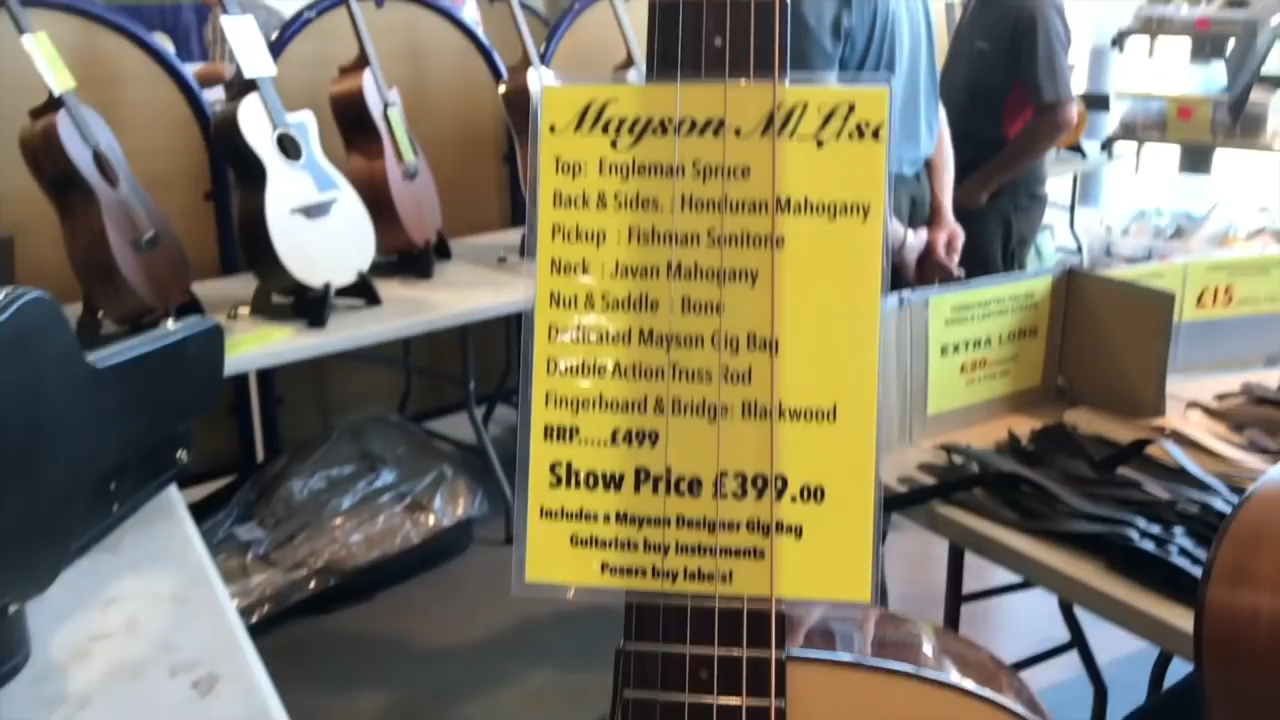 Mayson M
Top: Engleman Spruce
Back & Sides. : Honduran Mahogany
Pickup : Fishman Sonitone
Neck : Javan Mahogany
Nut & Saddle : Bone
Dedicated Mayson Gig Bag
Double Action Truss Rod
Fingerboard & Bridge: Blackwood
RRP.....£499
Show Price £399.00
Includes a Mayson Designer Gig Bag
Guitarists buy Instruments
Posers buy labels!
EXTRA LONG
£20
£15